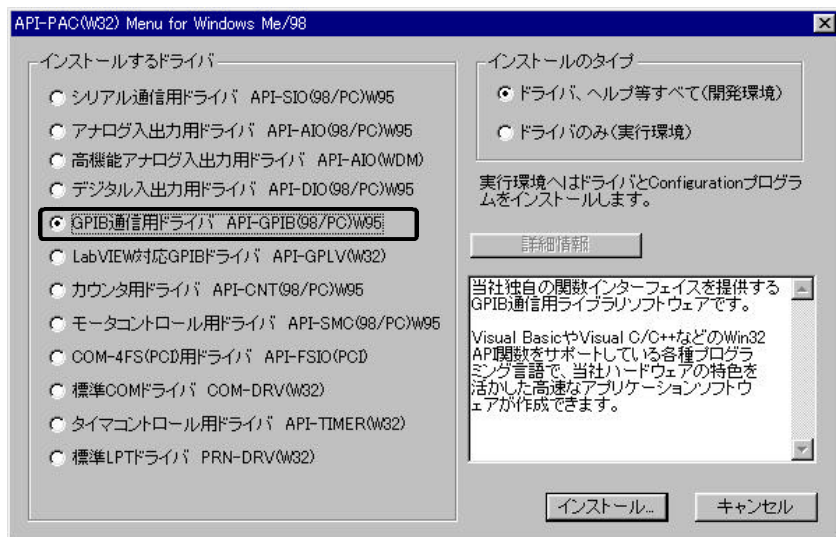 API-PAC(W32) Menu for Windows Me/98
インストールするドライバ
シリアル通信用ドライバ API-SIO(98/PC)W95
アナログ入出力用ドライバ API-AIO(98/PC)W95
高機能アナログ入出力用ドライバ API-AIO(WDM)
デジタル入出力用ドライバ API-DIO(98/PC)W95
GPIB通信用ドライバ API-GPIB(98/PC)W95
LabVIEW対応GPIBドライバ API-GPLV(W32)
カウンタ用ドライバ API-CNT(98/PC)W95
モータコントロール用ドライバ API-SMC(98/PC)W95
COM-4FS(PCI)用ドライバ API-FSIO(PCI)
標準COMドライバ COM-DRV(W32)
タイマコントロール用ドライバ API-TIMER(W32)
標準LPTドライバ PRN-DRV(W32)
インストールのタイプ
ドライバ、ヘルプ等すべて(開発環境)
ドライバのみ(実行環境)
実行環境へはドライバとConfigurationプログラ
ムをインストールします。
詳細情報
当社独自の関数インターフェイスを提供する
GPIB通信用ライブラリソフトウェアです。
Visual BasicやVisual C/C++などのWin32
API関数をサポートしている各種プログラ
ミング言語で、当社ハードウェアの特色を
活かした高速なアプリケーションソフトウ
ェアが作成できます。
インストール...
キャンセル